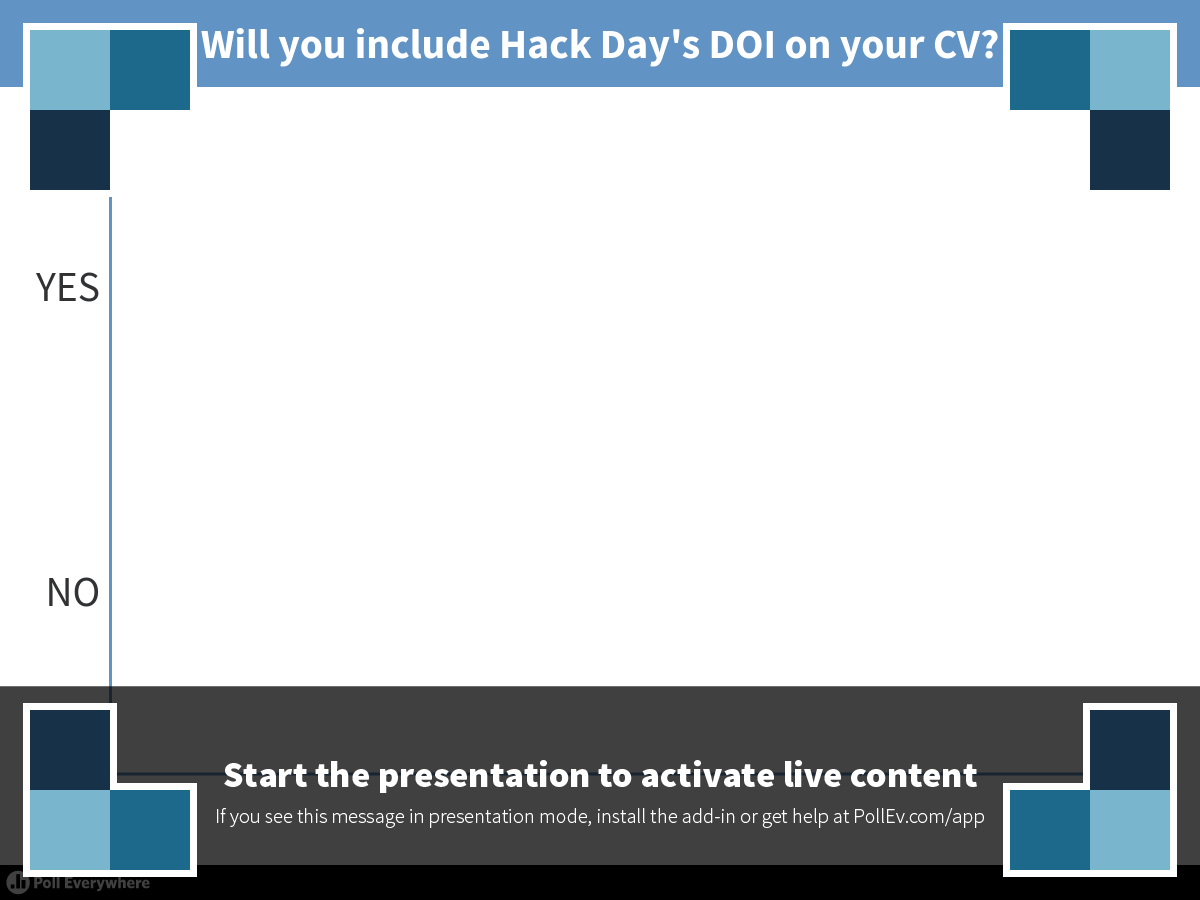 Will you include Hack Day's DOI on your CV?
YES
NO
Start the presentation to activate live content
If you see this message in presentation mode, install the add-in or get help at PollEv.com/app
Poll Everywhere